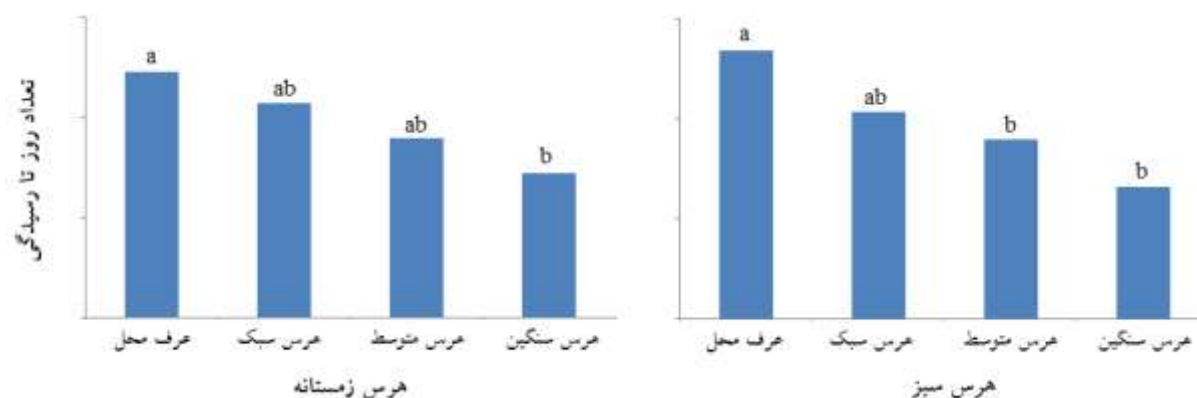 تعداد روز تا رسیدگی
a
ab
ab
b
عرف محل
هرس سبک
هرس متوسط
هرس سنگین
هرس زمستانه
a
ab
b
b
عرف محل
هرس سبک
هرس متوسط
هرس سنگین
هرس سبز